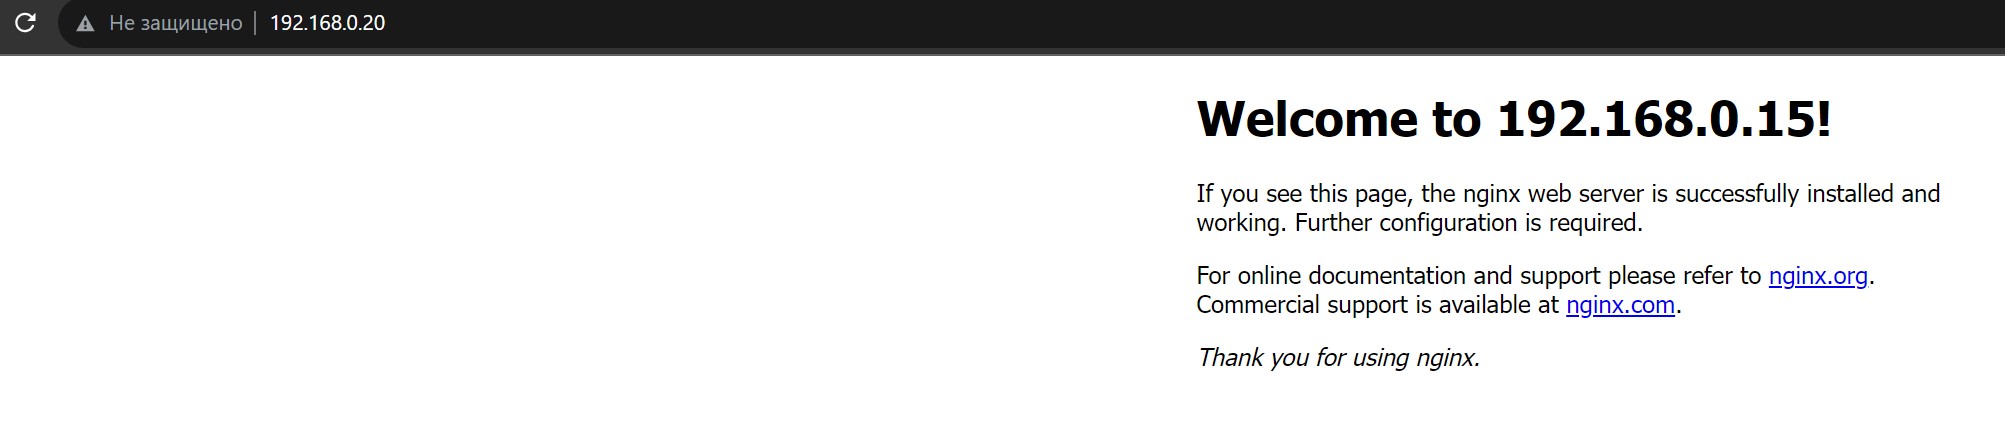 Не защищено | 192.168.0.20
Welcome to 192.168.0.15!
If you see this page, the nginx web server is successfully installed and
working. Further configuration is required.
For online documentation and support please refer to nginx.org.
Commercial support is available at nginx.com.
Thank you for using nginx.